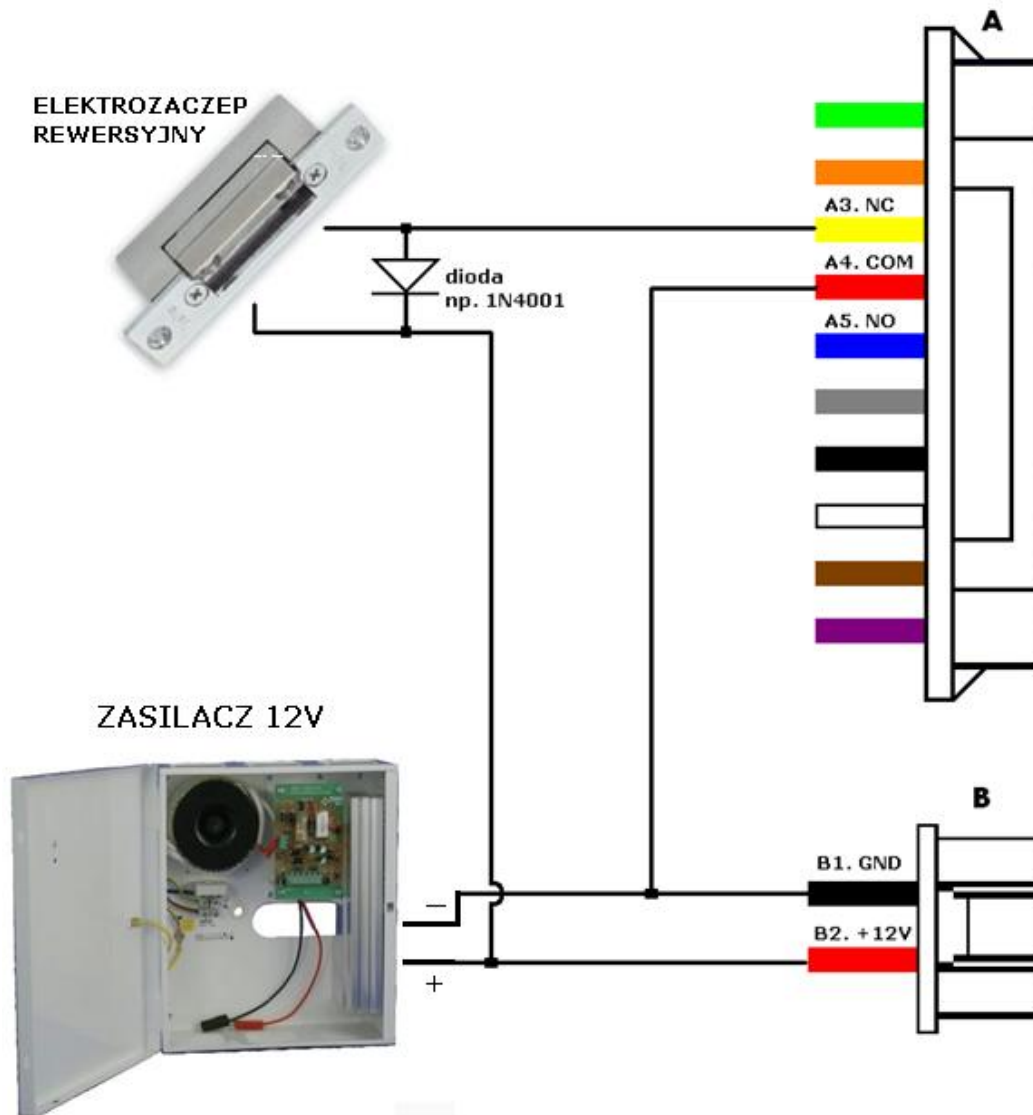 A
ELEKTROZACZEP
REWERSYJNY
A3. NC
A4. COM
dioda
np. 1N4001
A5. NO
ZASILACZ 12V
B
B1. GND
−
B2. +12V
+